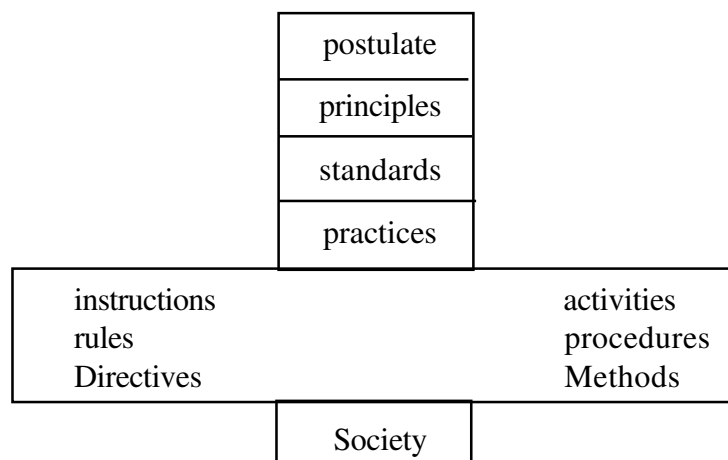 postulate
principles
standards
practices
instructions activities
rules procedures
Directives Methods
Society